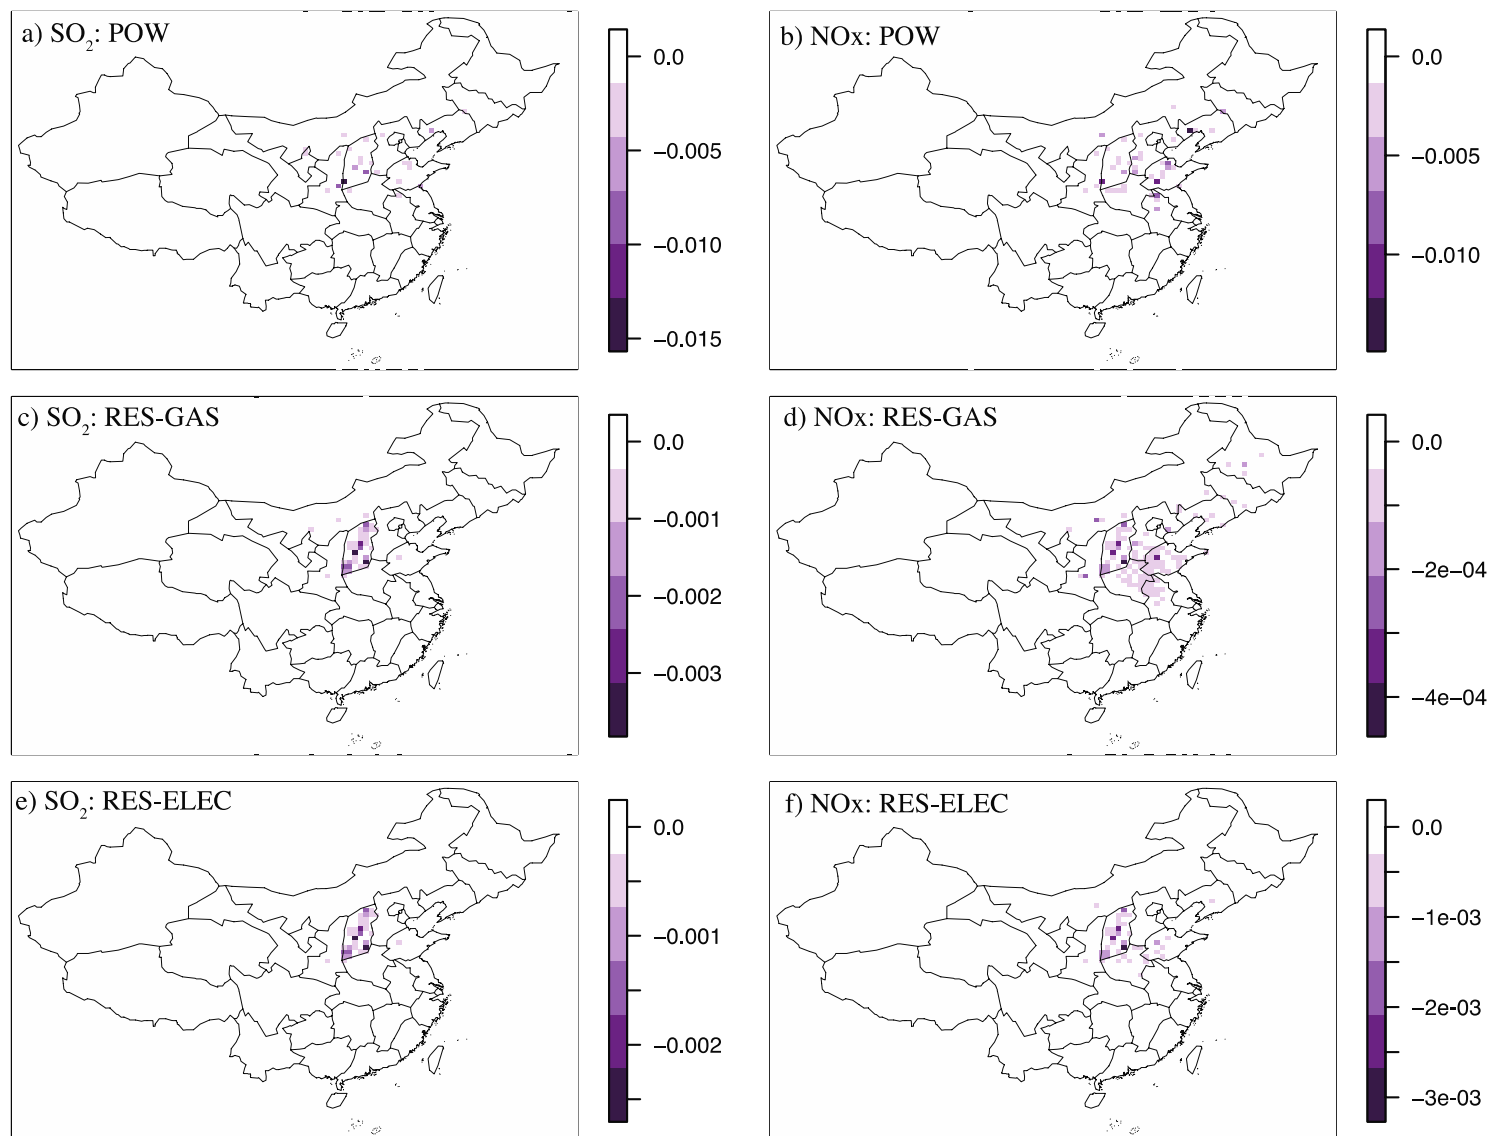 a) SO₂: POW
0.0
−0.005
−0.010
−0.015
b) NOx: POW
0.0
−0.005
−0.010
c) SO₂: RES-GAS
0.0
−0.001
−0.002
−0.003
d) NOx: RES-GAS
0.0
−2e−04
−4e−04
e) SO₂: RES-ELEC
0.0
−0.001
−0.002
f) NOx: RES-ELEC
0.0
−1e−03
−2e−03
−3e−03